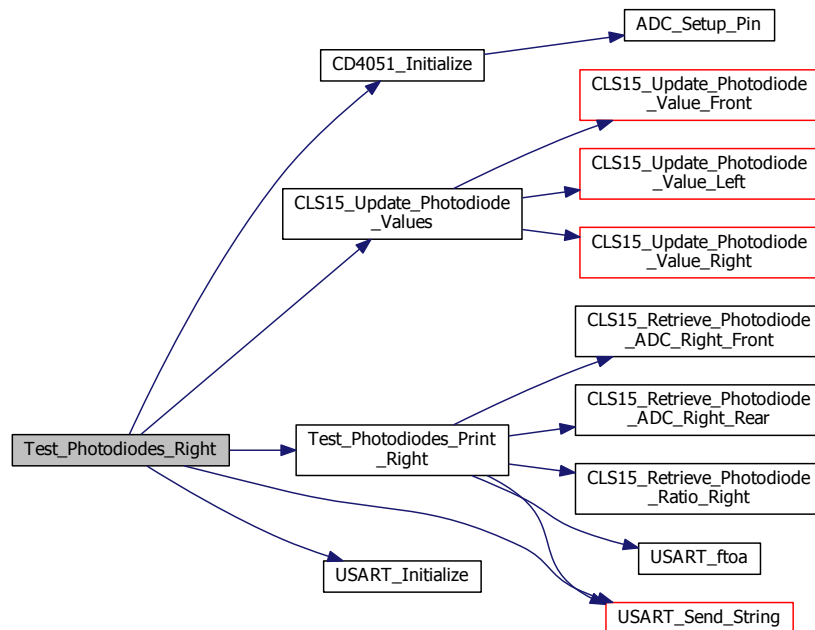 ADC_Setup_Pin
CD4051_Initialize
CLS15_Update_Photodiode
_Value_Front
CLS15_Update_Photodiode
_Value_Left
CLS15_Update_Photodiode
_Values
CLS15_Update_Photodiode
_Value_Right
CLS15_Retrieve_Photodiode
_ADC_Right_Front
CLS15_Retrieve_Photodiode
_ADC_Right_Rear
Test_Photodiodes_Right
Test_Photodiodes_Print
_Right
CLS15_Retrieve_Photodiode
_Ratio_Right
USART_ftoa
USART_Initialize
USART_Send_String